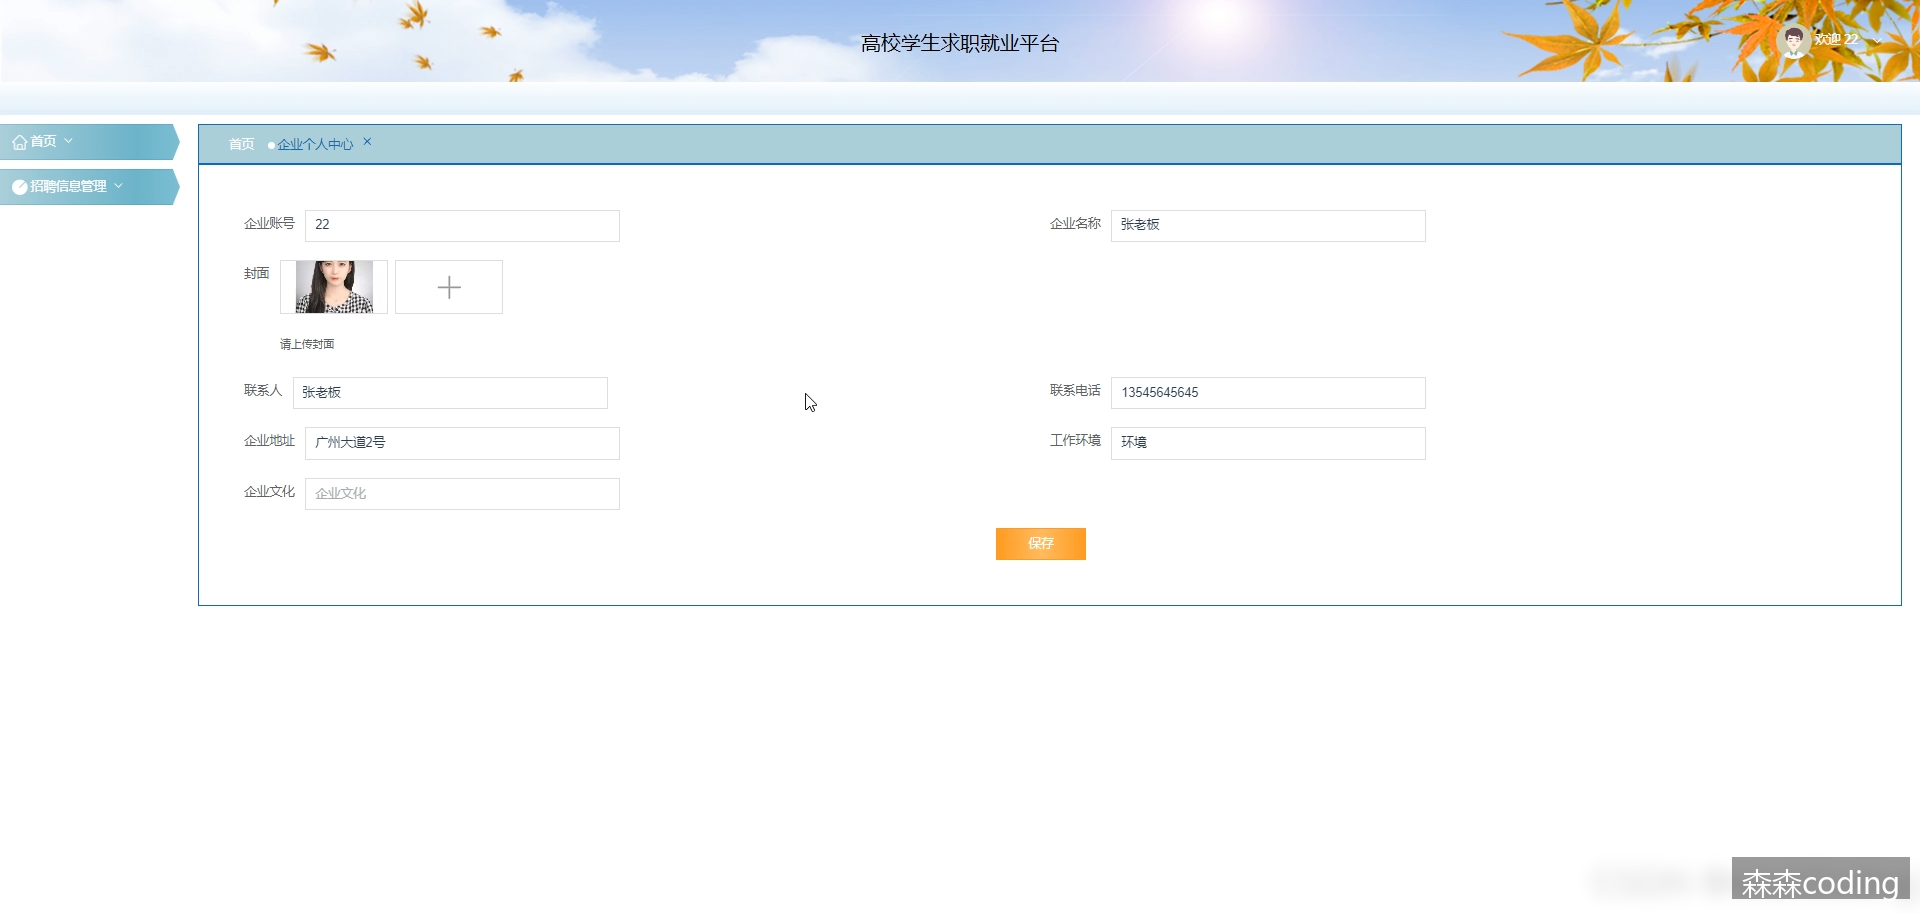 高校学生求职就业平台
欢迎 22
首页
招聘信息管理
首页 企业个人中心 ×
企业账号 22 企业名称 张老板
封面
请上传封面
联系人 张老板 联系电话 13545645645
企业地址 广州大道2号 工作环境 环境
企业文化 企业文化
保存
森森coding